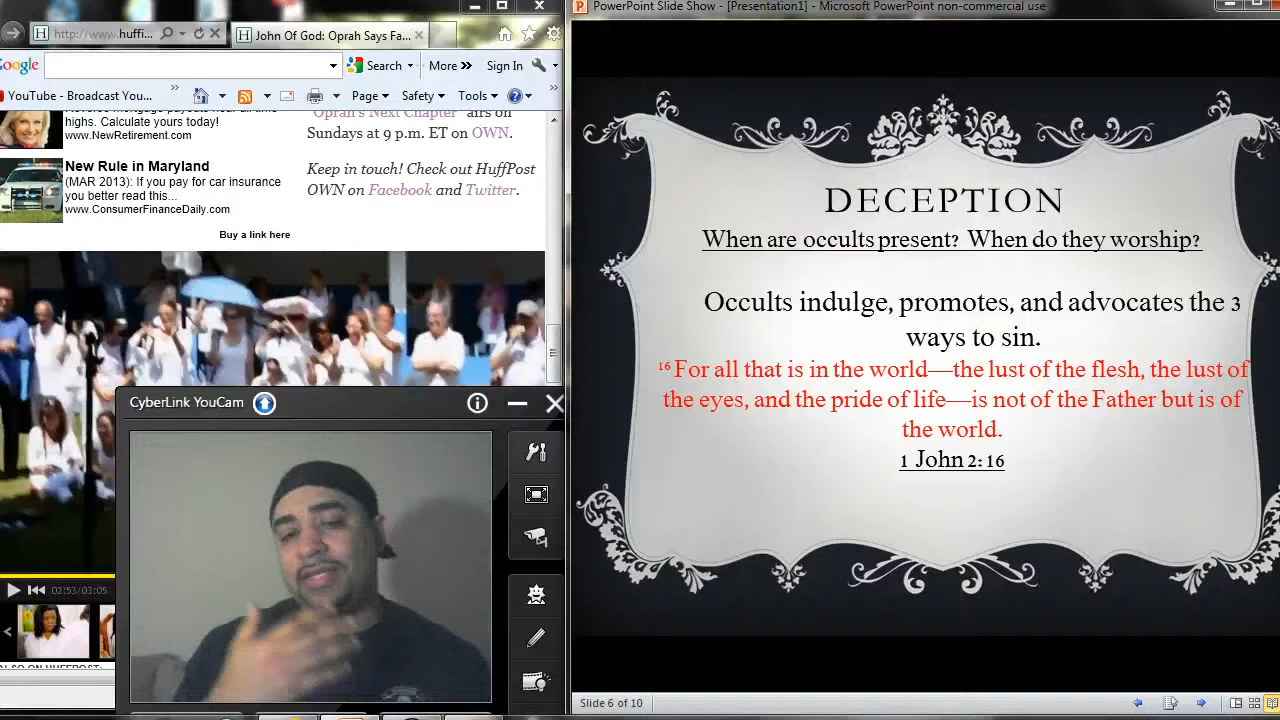 http://www.huffi...
John Of God: Oprah Says Fa...
Google
Search
More »
Sign In
YouTube - Broadcast You...
Page
Safety
Tools
highs. Calculate yours today!
www.NewRetirement.com
New Rule in Maryland
(MAR 2013): If you pay for car insurance
you better read this...
www.ConsumerFinanceDaily.com
Buy a link here
"Oprah's Next Chapter" airs on
Sundays at 9 p.m. ET on OWN.
Keep in touch! Check out HuffPost
OWN on Facebook and Twitter.
CyberLink YouCam
02:53/03:05
PowerPoint Slide Show - [Presentation1] - Microsoft PowerPoint non-commercial use
DECEPTION
When are occults present? When do they worship?
Occults indulge, promotes, and advocates the 3
ways to sin.
16 For all that is in the world—the lust of the flesh, the lust of
the eyes, and the pride of life—is not of the Father but is of
the world.
1 John 2:16
Slide 6 of 10